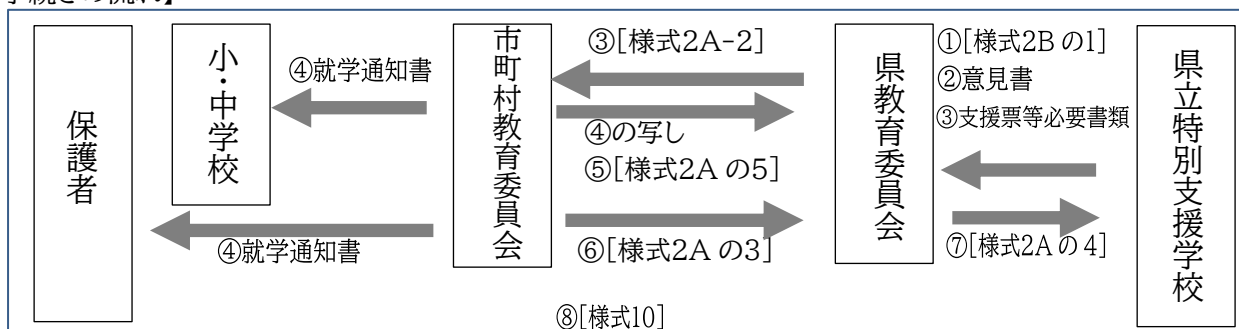 手続きの流れ】
保護者
小・中学校
④就学通知書
④就学通知書
市町村教育委員会
③[様式2A-2]
④の写し
⑤[様式2A の5]
⑥[様式2A の3]
県教育委員会
①[様式2B の1]
②意見書
③支援票等必要書類
⑦[様式2A の 4]
県立特別支援学校
⑧[様式10]